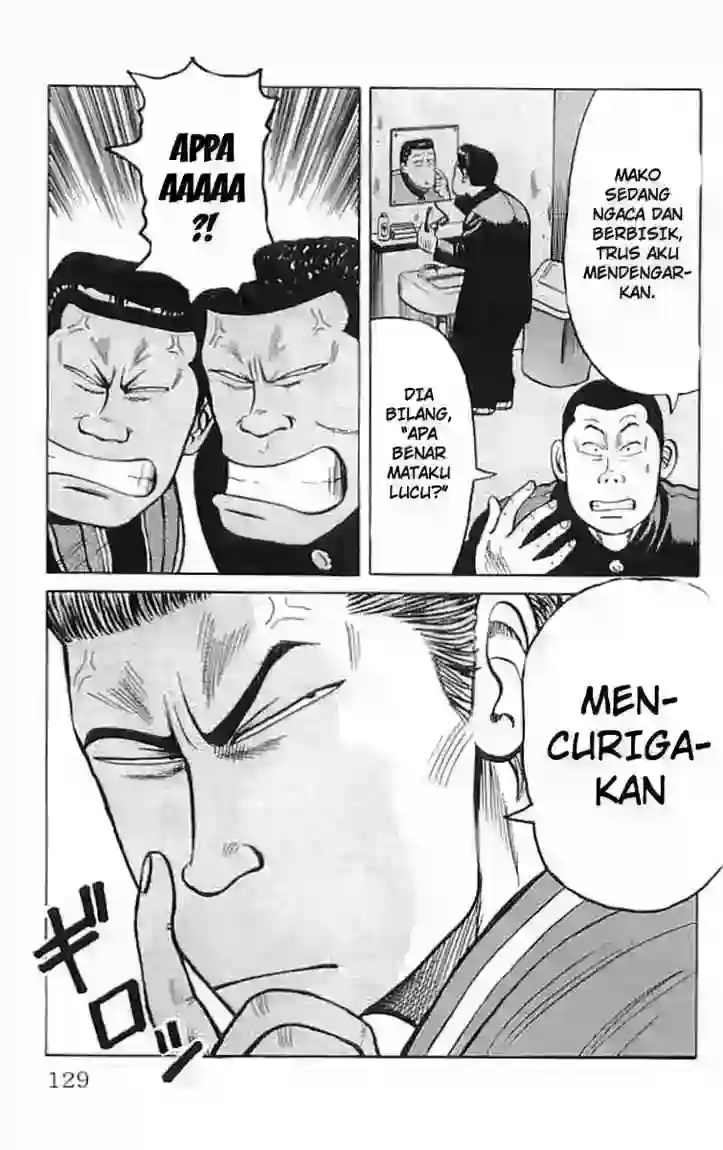 MAKO
SEDANG
NGACA DAN
BERBISIK,
TRUS AKU
MENDENGAR-
KAN.
DIA
BILANG,
"APA
BENAR
MATAKU
LUCU?"
APPA
AAAAA
?!
MEN-
CURIGA-
KAN
ギロッ
129